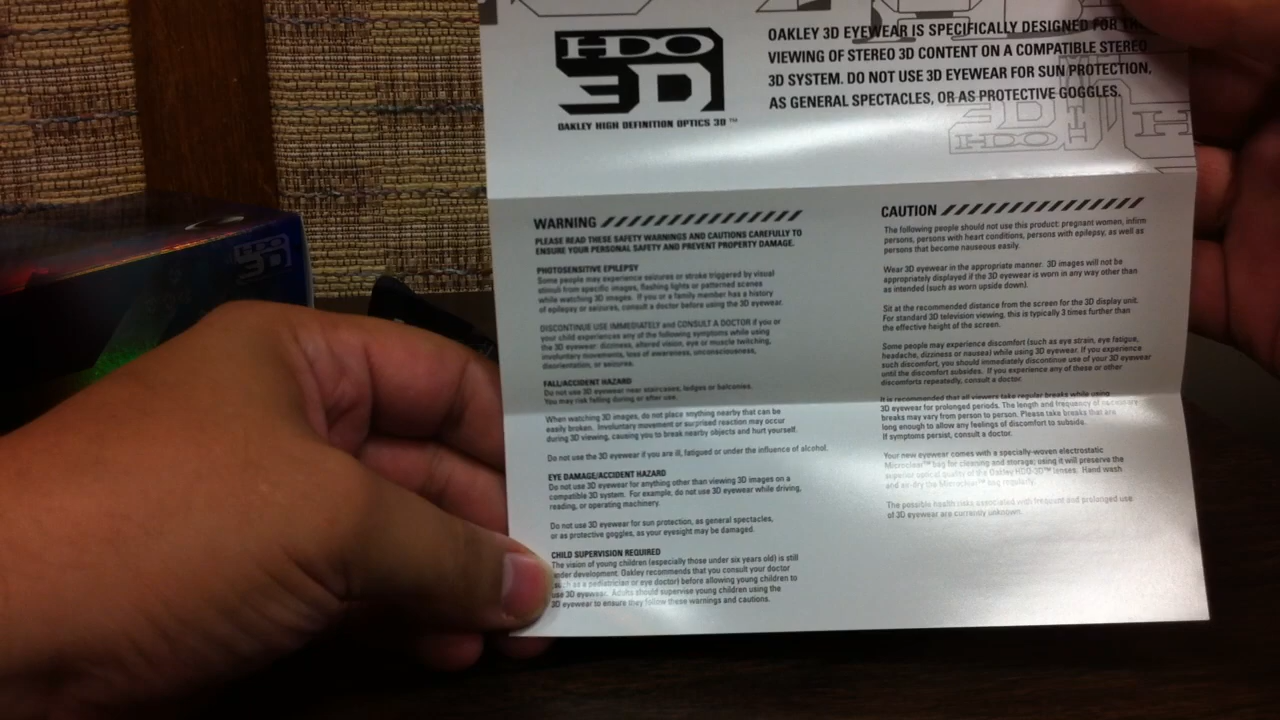 HDO
3D
OAKLEY HIGH DEFINITION OPTICS 3D ™
OAKLEY 3D EYEWEAR IS SPECIFICALLY DESIGNED FOR THE
VIEWING OF STEREO 3D CONTENT ON A COMPATIBLE STEREO
3D SYSTEM. DO NOT USE 3D EYEWEAR FOR SUN PROTECTION,
AS GENERAL SPECTACLES, OR AS PROTECTIVE GOGGLES.
3D
HDO
H
HDO
3D
WARNING
PLEASE READ THESE SAFETY WARNINGS AND CAUTIONS CAREFULLY TO
ENSURE YOUR PERSONAL SAFETY AND PREVENT PROPERTY DAMAGE.
PHOTOSENSITIVE EPILEPSY
Some people may experience seizures or stroke triggered by visual
stimuli from specific images, flashing lights or patterned scenes
while watching 3D images. If you or a family member has a history
of epilepsy or seizures, consult a doctor before using the 3D eyewear.
DISCONTINUE USE IMMEDIATELY and CONSULT A DOCTOR if you or
your child experiences any of the following symptoms while using
the 3D eyewear: dizziness, altered vision, eye or muscle twitching,
involuntary movements, loss of awareness, unconsciousness,
disorientation, or seizures.
FALL/ACCIDENT HAZARD
Do not use 3D eyewear near staircases, ledges or balconies.
You may risk falling during or after use.
When watching 3D images, do not place anything nearby that can be
easily broken. Involuntary movement or surprised reaction may occur
during 3D viewing, causing you to break nearby objects and hurt yourself.
Do not use the 3D eyewear if you are ill, fatigued or under the influence of alcohol.
EYE DAMAGE/ACCIDENT HAZARD
Do not use 3D eyewear for anything other than viewing 3D images on a
compatible 3D system. For example, do not use 3D eyewear while driving,
reading, or operating machinery.
Do not use 3D eyewear for sun protection, as general spectacles,
or as protective goggles, as your eyesight may be damaged.
CHILD SUPERVISION REQUIRED
The vision of young children (especially those under six years old) is still
under development. Oakley recommends that you consult your doctor
(such as a pediatrician or eye doctor) before allowing young children to
use 3D eyewear. Adults should supervise young children using the
3D eyewear to ensure they follow these warnings and cautions.
CAUTION
The following people should not use this product: pregnant women, infirm
persons, persons with heart conditions, persons with epilepsy, as well as
persons that become nauseous easily.
Wear 3D eyewear in the appropriate manner. 3D images will not be
appropriately displayed if the 3D eyewear is worn in any way other than
as intended (such as worn upside down).
Sit at the recommended distance from the screen for the 3D display unit.
For standard 3D television viewing, this is typically 3 times further than
the effective height of the screen.
Some people may experience discomfort (such as eye strain, eye fatigue,
headache, dizziness or nausea) while using 3D eyewear. If you experience
such discomfort, you should immediately discontinue use of your 3D eyewear
until the discomfort subsides. If you experience any of these or other
discomforts repeatedly, consult a doctor.
It is recommended that all viewers take regular breaks while using
3D eyewear for prolonged periods. The length and frequency of necessary
breaks may vary from person to person. Please take breaks that are
long enough to allow any feelings of discomfort to subside.
If symptoms persist, consult a doctor.
Your new eyewear comes with a specially-woven electrostatic
Microclear™ bag for cleaning and storage; using it will preserve the
superior optical quality of the Oakley HDO-3D™ lenses. Hand wash
and air-dry the Microclear™ bag regularly.
The possible health risks associated with frequent and prolonged use
of 3D eyewear are currently unknown.